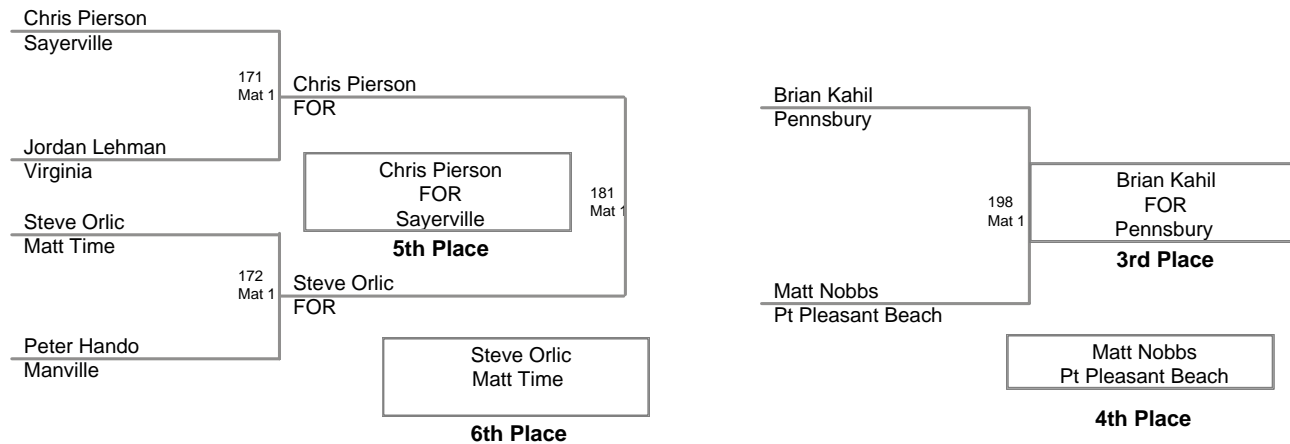 Chris Pierson
Sayerville
171
Mat 1
Chris Pierson
FOR
Jordan Lehman
Virginia
Chris Pierson
FOR
Sayerville
5th Place
181
Mat 1
Steve Orlic
Matt Time
172
Mat 1
Steve Orlic
FOR
Peter Hando
Manville
Steve Orlic
Matt Time
6th Place
Brian Kahil
Pennsbury
198
Mat 1
Brian Kahil
FOR
Pennsbury
3rd Place
Matt Nobbs
Pt Pleasant Beach
Matt Nobbs
Pt Pleasant Beach
4th Place